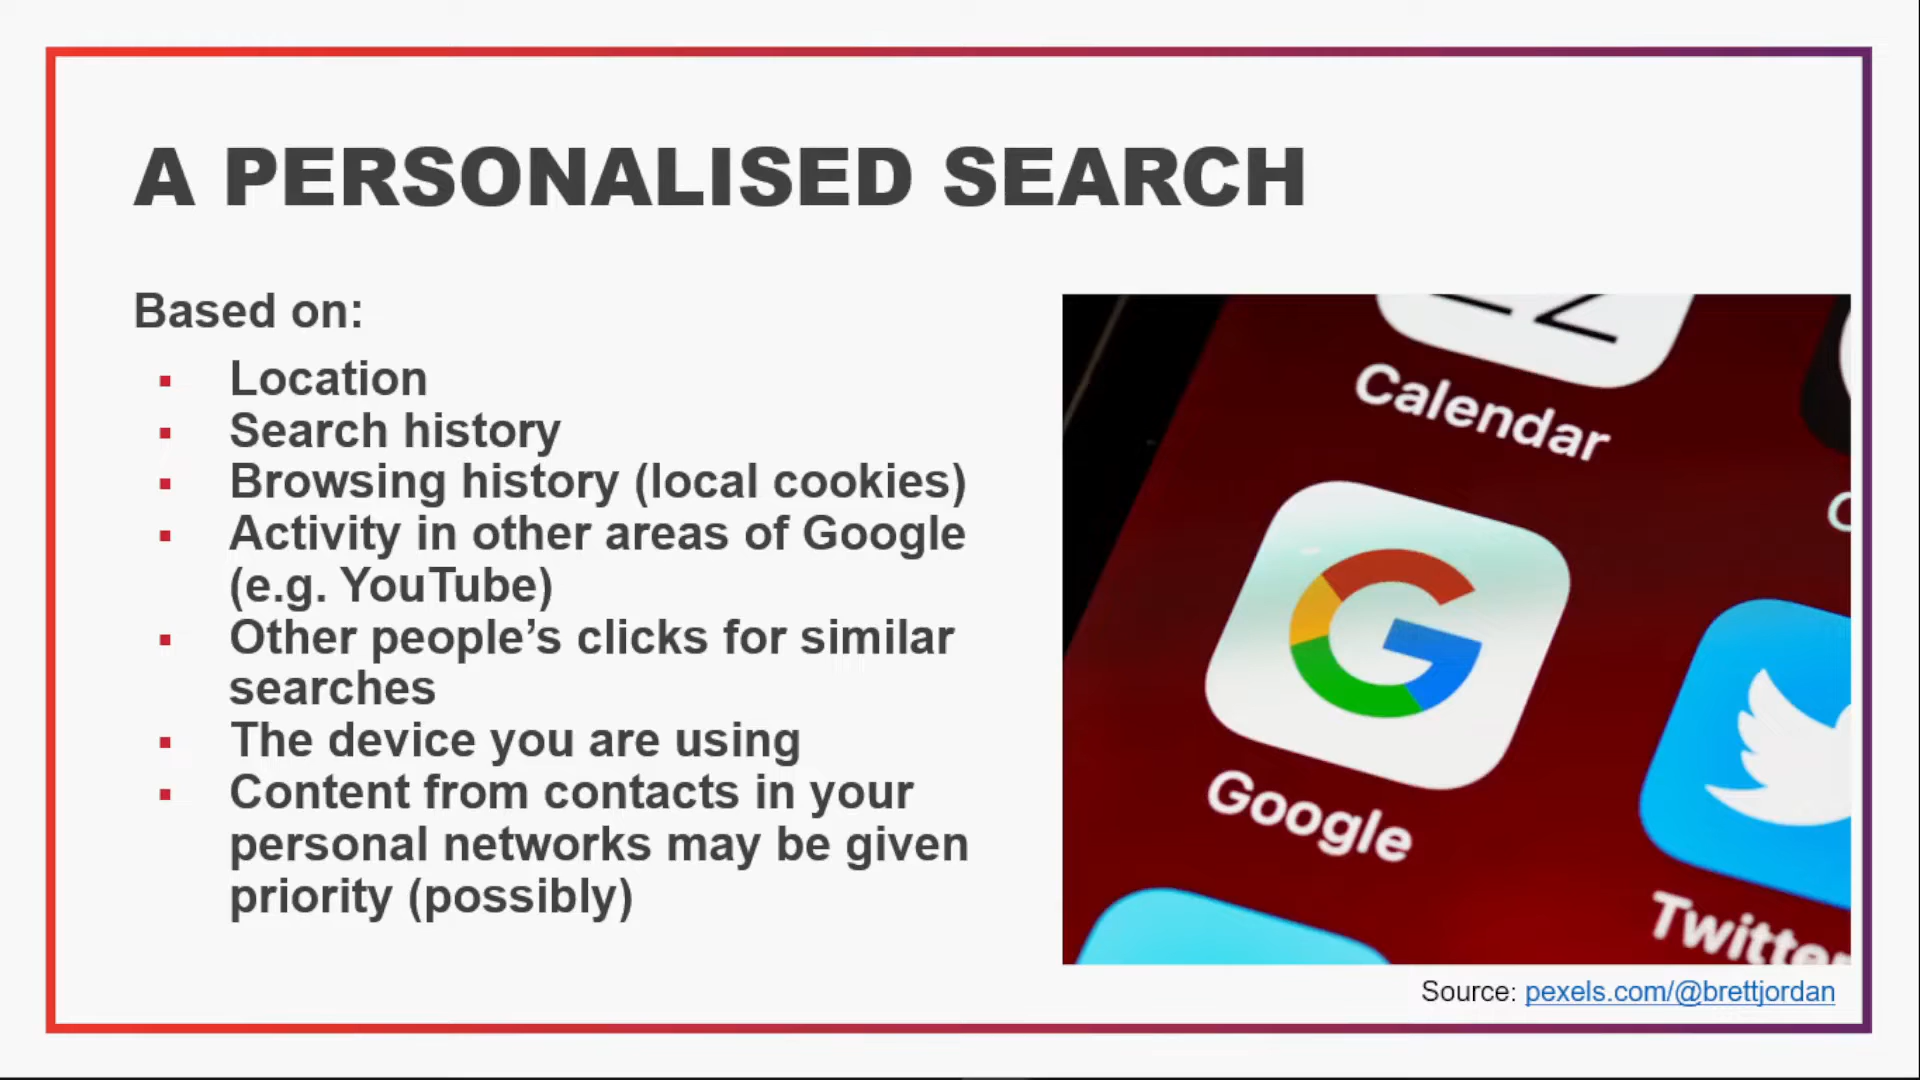 A PERSONALISED SEARCH
Based on:
▪ Location
▪ Search history
▪ Browsing history (local cookies)
▪ Activity in other areas of Google
(e.g. YouTube)
▪ Other people’s clicks for similar
searches
▪ The device you are using
▪ Content from contacts in your
personal networks may be given
priority (possibly)
Calendar
Google
Twitter
Source: pexels.com/@brettjordan